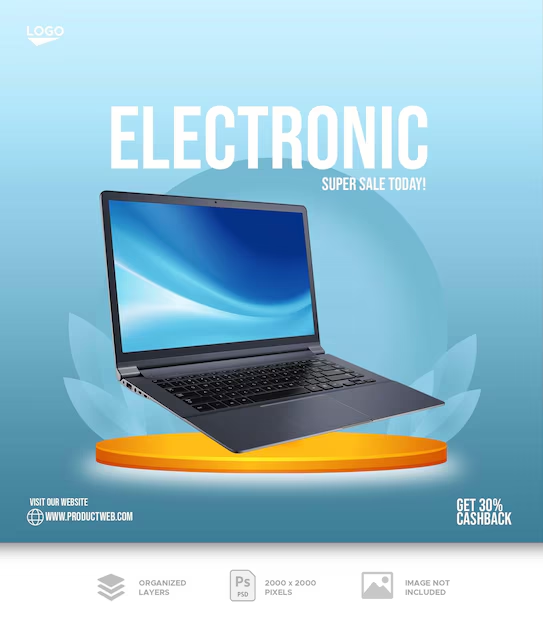 LOGO
ELECTRONIC
SUPER SALE TODAY!
VISIT OUR WEBSITE
WWW.PRODUCTWEB.COM
GET 30%
CASHBACK
ORGANIZED
LAYERS
Ps
PSD
2000 x 2000
PIXELS
IMAGE NOT
INCLUDED